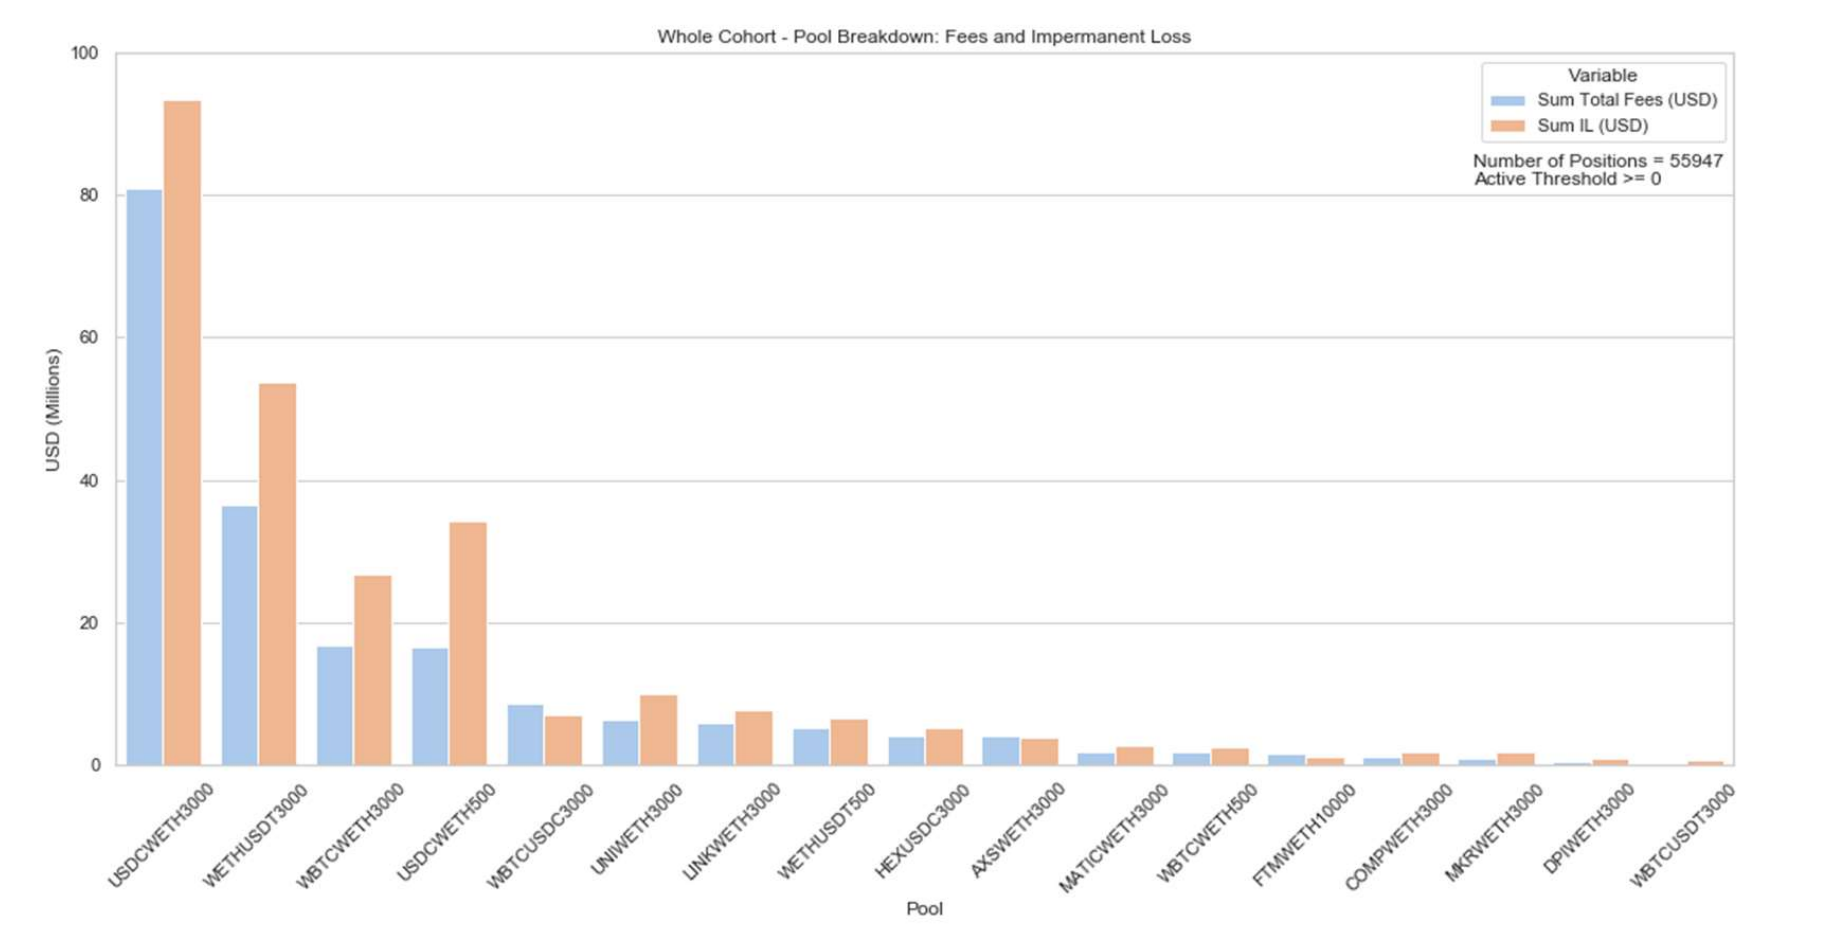 Whole Cohort - Pool Breakdown: Fees and Impermanent Loss
100
80
60
40
20
0
USD (Millions)
Variable
Sum Total Fees (USD)
Sum IL (USD)
Number of Positions = 55947
Active Threshold >= 0
USDCWETH3000
WETHUSDT3000
WBTCWETH3000
USDCWETH500
WBTCUSDC3000
UNIWETH3000
LINKWETH3000
WETHUSDT500
HEXUSDC3000
AXSWETH3000
MATICWETH3000
WBTCWETH500
FTMWETH10000
COMPWETH3000
MKRWETH3000
DPIWETH3000
WBTCUSDT3000
Pool